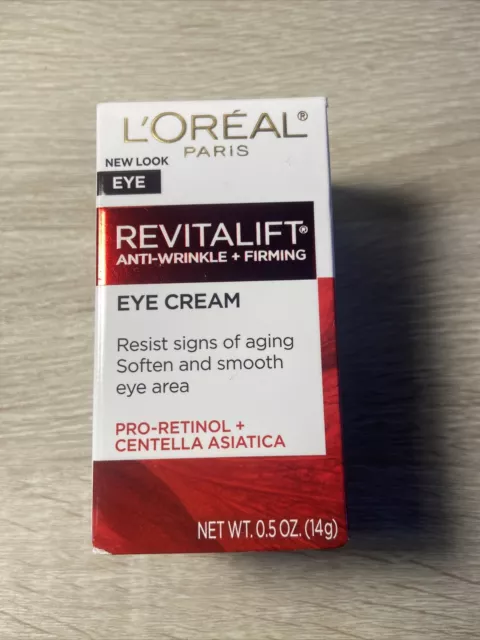 L'ORÉAL®
PARIS
NEW LOOK
EYE
REVITALIFT®
ANTI-WRINKLE + FIRMING
EYE CREAM
Resist signs of aging
Soften and smooth
eye area
PRO-RETINOL +
CENTELLA ASIATICA
NET WT. 0.5 OZ. (14g)